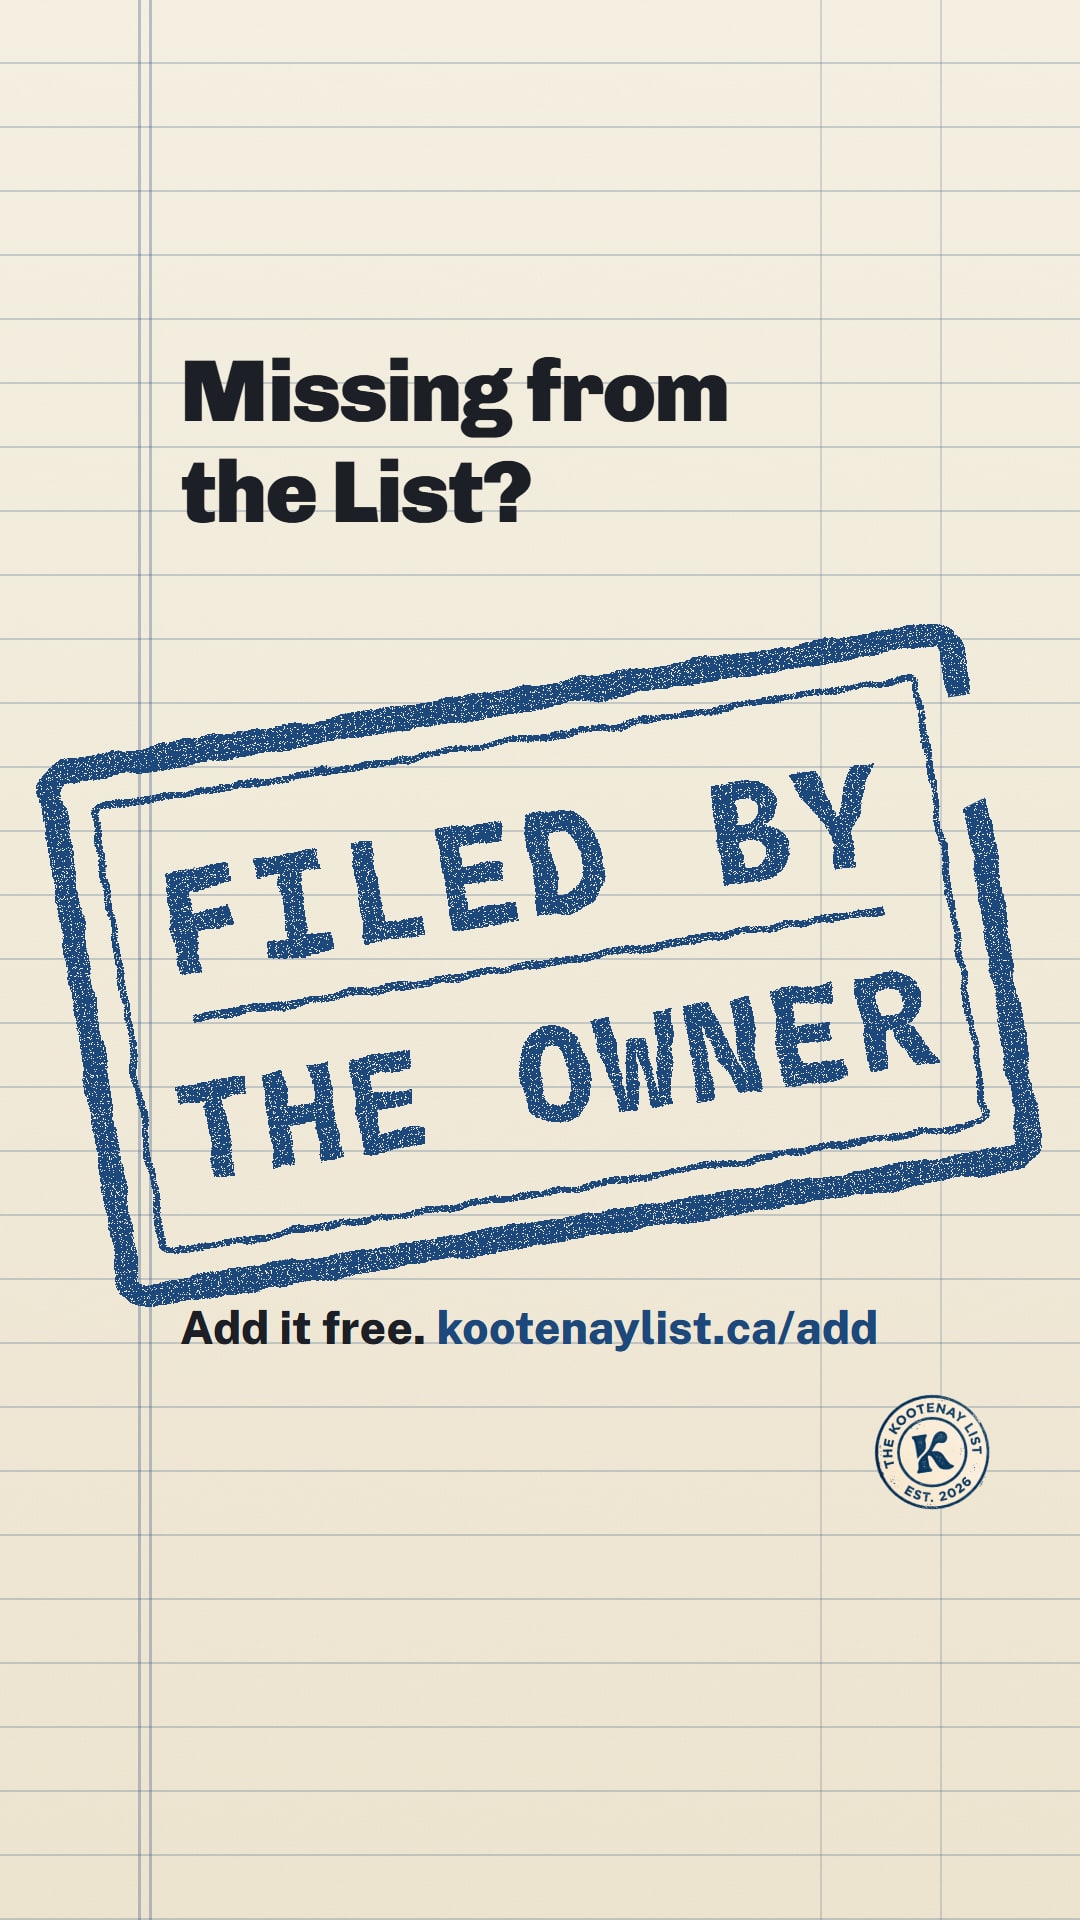 Missing from
the List?
FILED BY
THE OWNER
Add it free. kootenaylist.ca/add
THE KOOTENAY LIST
K
EST. 2026